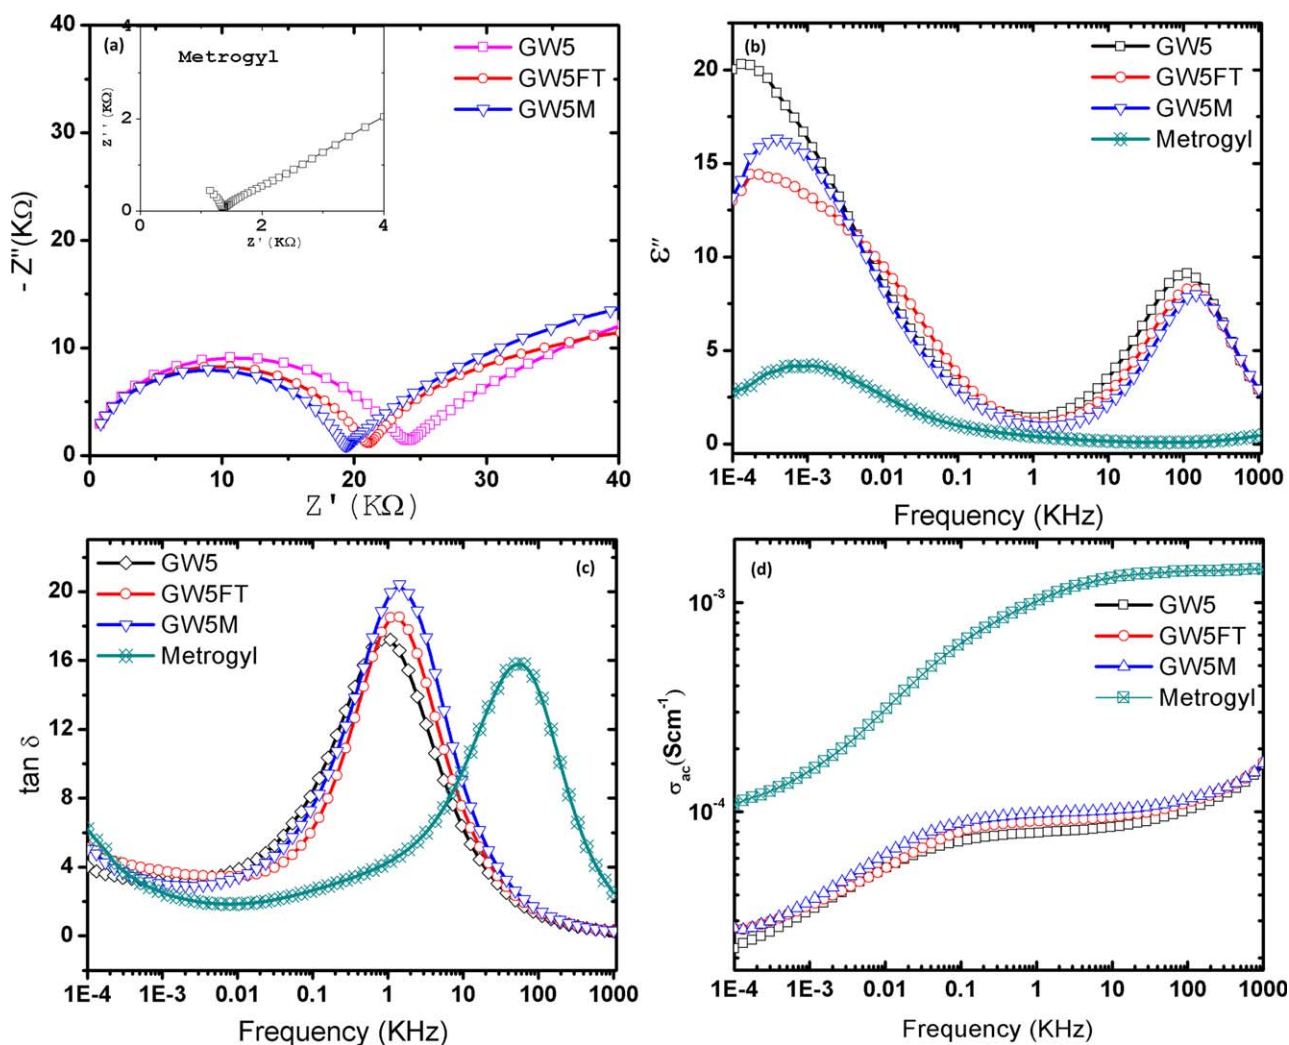 (a)
Metrogyl
4
2
0
Z''(KΩ)
0 2 4
Z'(KΩ)
GW5
GW5FT
GW5M
40
35
30
25
20
15
10
5
0
- Z''(KΩ)
0 10 20 30 40
Z'(KΩ)
(b)
GW5
GW5FT
GW5M
Metrogyl
20
15
10
5
0
ε''
1E-4 1E-3 0.01 0.1 1 10 100 1000
Frequency (KHz)
(c)
GW5
GW5FT
GW5M
Metrogyl
20
16
12
8
4
0
tan δ
1E-4 1E-3 0.01 0.1 1 10 100 1000
Frequency (KHz)
(d)
GW5
GW5FT
GW5M
Metrogyl
10⁻³
10⁻⁴
σac(Scm⁻¹)
1E-4 1E-3 0.01 0.1 1 10 100 1000
Frequency (KHz)